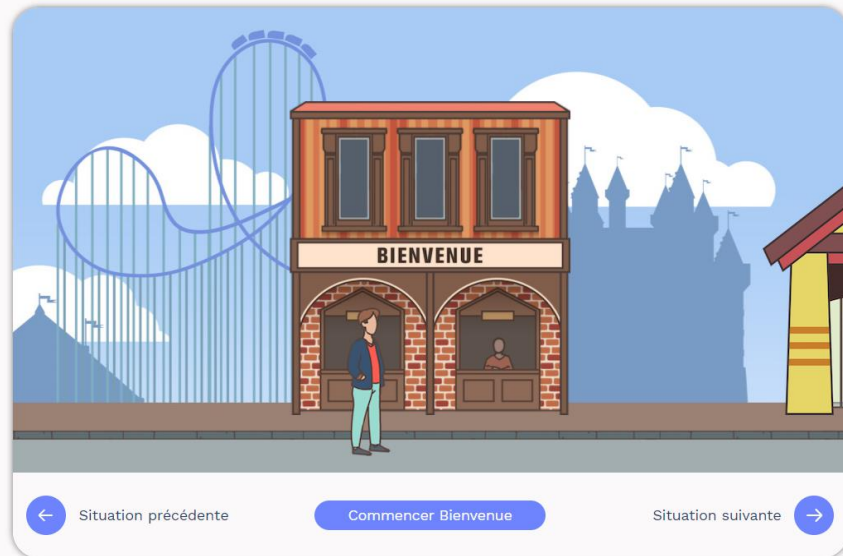 BIENVENUE
Situation précédente
Commencer Bienvenue
Situation suivante